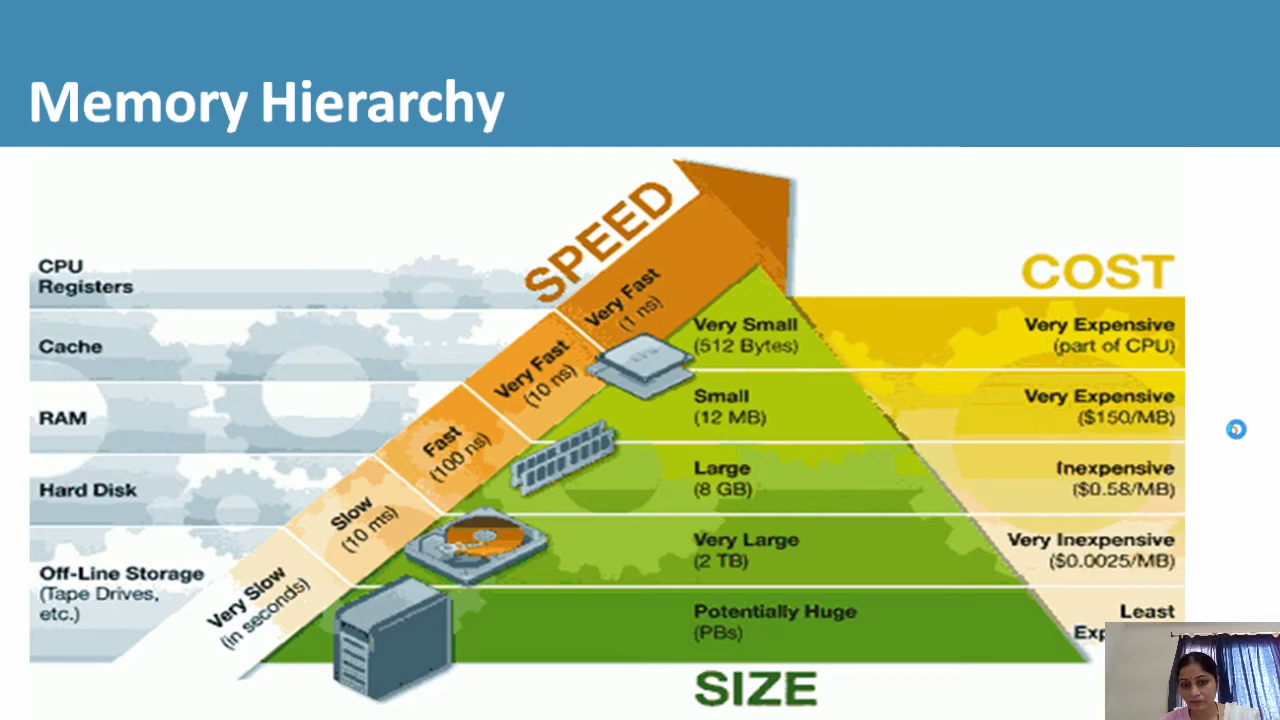 Memory Hierarchy
SPEED
COST
CPU
Registers
Very Fast
(1 ns)
Very Small
(512 Bytes)
Very Expensive
(part of CPU)
Cache
Very Fast
(10 ns)
Small
(12 MB)
Very Expensive
($150/MB)
RAM
Fast
(100 ns)
Large
(8 GB)
Inexpensive
($0.58/MB)
Hard Disk
Slow
(10 ms)
Very Large
(2 TB)
Very Inexpensive
($0.0025/MB)
Off-Line Storage
(Tape Drives,
etc.)
Very Slow
(in seconds)
Potentially Huge
(PBs)
Least
SIZE